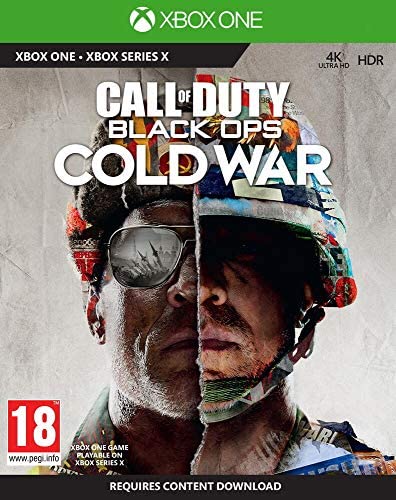 XBOX ONE
XBOX ONE • XBOX SERIES X
4K
ULTRA HD
HDR
CALL OF DUTY
BLACK OPS
COLD WAR
18
www.pegi.info
XBOX ONE GAME
PLAYABLE ON
XBOX SERIES X
REQUIRES CONTENT DOWNLOAD